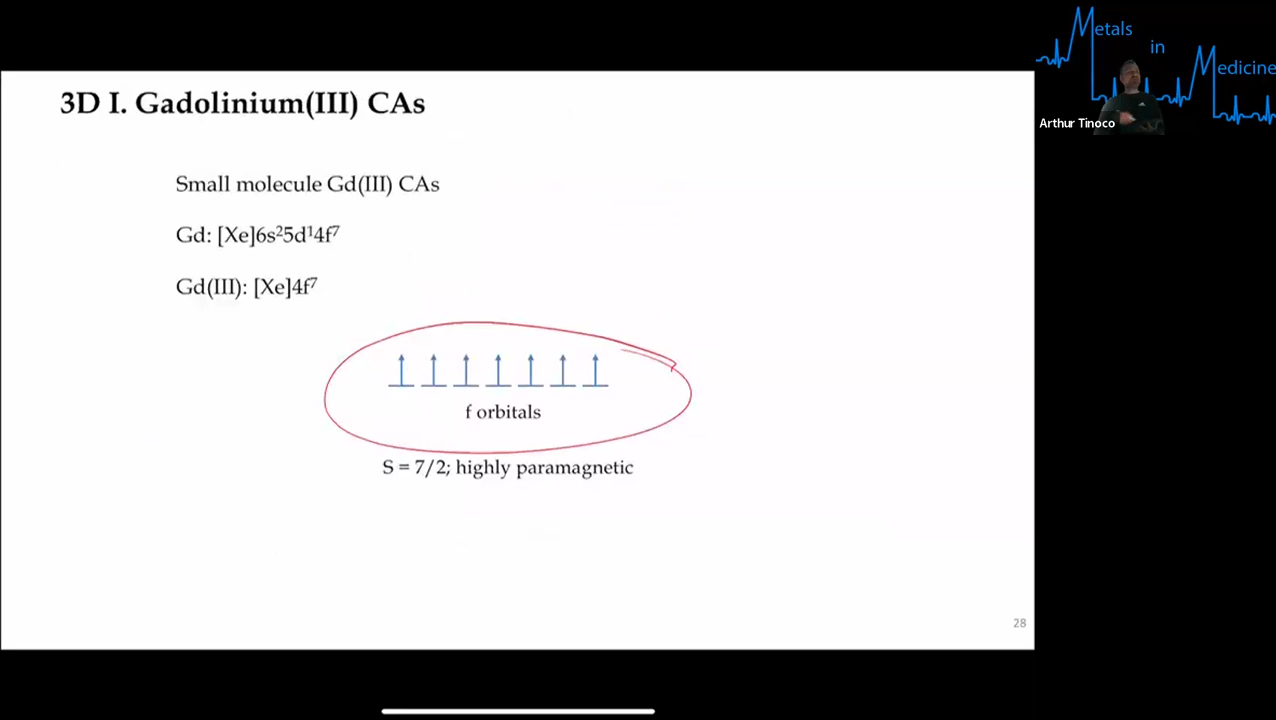 3D I. Gadolinium(III) CAs
Small molecule Gd(III) CAs
Gd: [Xe]6s²5d¹4f⁷
Gd(III): [Xe]4f⁷
f orbitals
S = 7/2; highly paramagnetic
28
Metals
in
Medicine
Arthur Tinoco